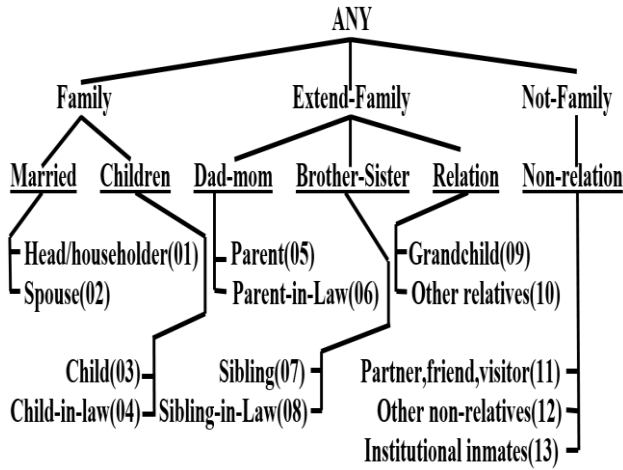 ANY
Family Extend-Family Not-Family
Married Children Dad-mom Brother-Sister Relation Non-relation
Head/householder(01) Parent(05) Grandchild(09)
Spouse(02) Parent-in-Law(06) Other relatives(10)
Child(03) Sibling(07) Partner,friend,visitor(11)
Child-in-law(04) Sibling-in-Law(08) Other non-relatives(12)
Institutional inmates(13)